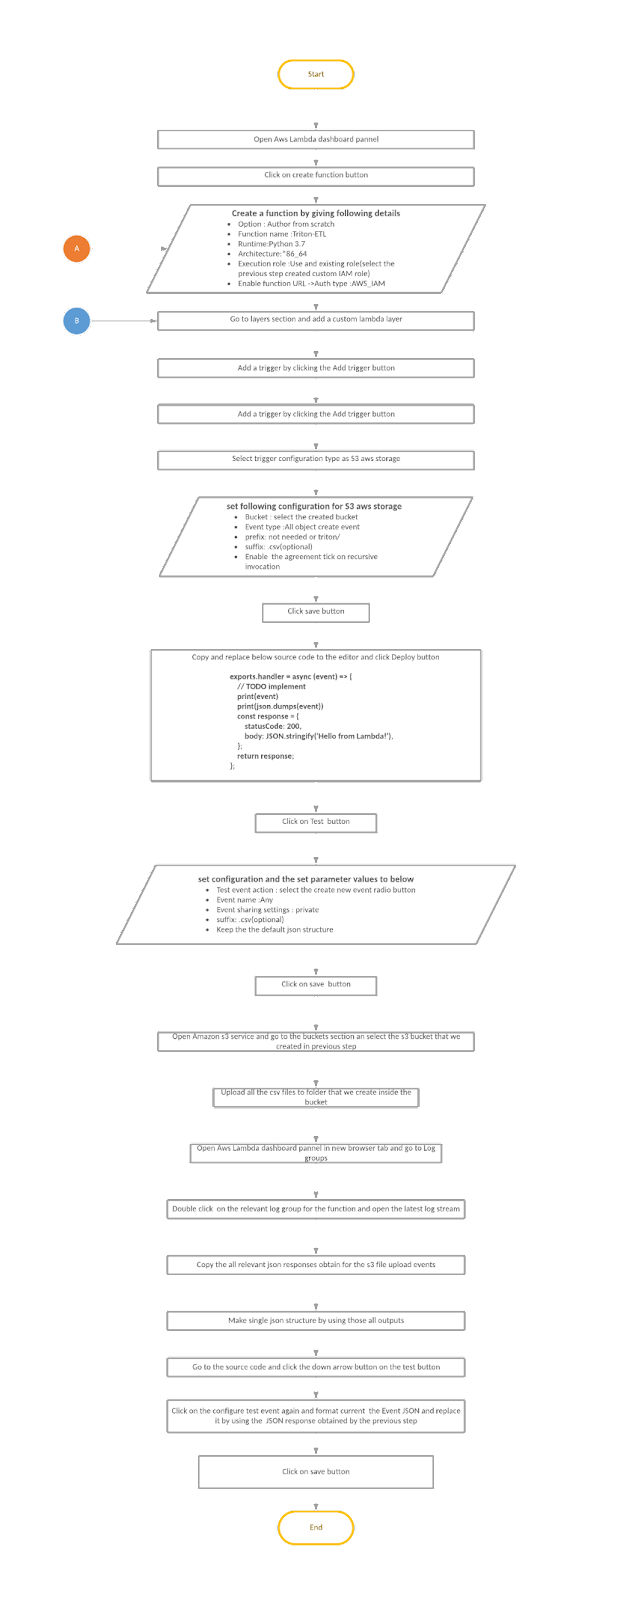 Start
Open Aws Lambda dashboard pannel
Click on create function button
Create a function by giving following details
• Option : Author from scratch
• Function name :Triton-ETL
• Runtime:Python 3.7
• Architecture:"86_64
• Execution role :Use and existing role(select the
previous step created custom IAM role)
• Enable function URL ->Auth type :AWS_IAM
A
B
Go to layers section and add a custom lambda layer
Add a trigger by clicking the Add trigger button
Add a trigger by clicking the Add trigger button
Select trigger configuration type as S3 aws storage
set following configuration for S3 aws storage
• Bucket : select the created bucket
• Event type :All object create event
• prefix: not needed or triton/
• suffix: .csv(optional)
• Enable the agreement tick on recursive
invocation
Click save button
Copy and replace below source code to the editor and click Deploy button
exports.handler = async (event) => {
// TODO implement
print(event)
print(json.dumps(event))
const response = {
statusCode: 200,
body: JSON.stringify('Hello from Lambda!'),
};
return response;
};
Click on Test button
set configuration and the set parameter values to below
• Test event action : select the create new event radio button
• Event name :Any
• Event sharing settings : private
• suffix: .csv(optional)
• Keep the the default json structure
Click on save button
Open Amazon s3 service and go to the buckets section an select the s3 bucket that we
created in previous step
Upload all the csv files to folder that we create inside the
bucket
Open Aws Lambda dashboard pannel in new browser tab and go to Log
groups
Double click on the relevant log group for the function and open the latest log stream
Copy the all relevant json responses obtain for the s3 file upload events
Make single json structure by using those all outputs
Go to the source code and click the down arrow button on the test button
Click on the configure test event again and format current the Event JSON and replace
it by using the JSON response obtained by the previous step
Click on save button
End